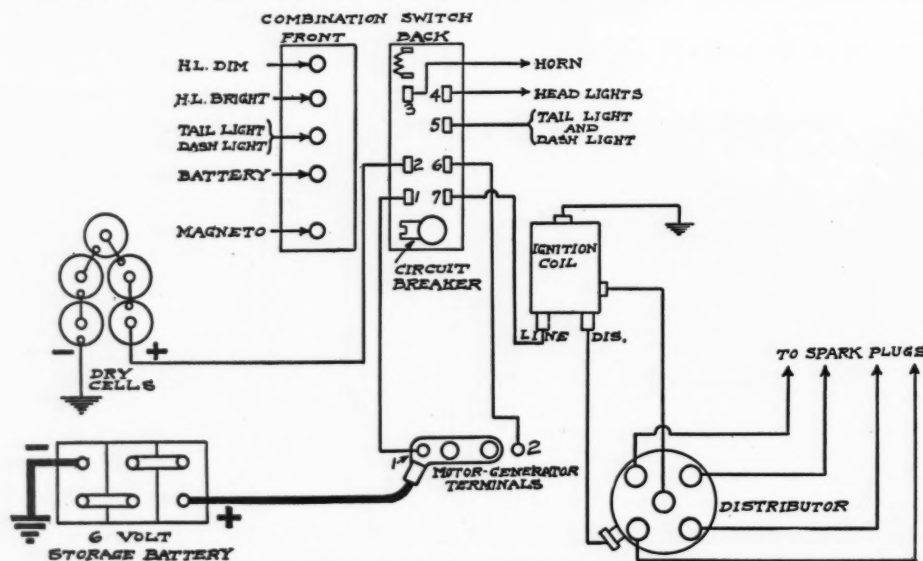 COMBINATION SWITCH
FRONT
BACK
H.L. DIM
H.L. BRIGHT
TAIL LIGHT
DASH LIGHT
BATTERY
MAGNETO
3
4
5
2
6
1
7
HORN
HEAD LIGHTS
TAIL LIGHT
AND
DASH LIGHT
CIRCUIT
BREAKER
IGNITION
COIL
LINE
DIS.
- +
DRY
CELLS
TO SPARK PLUGS
1
2
MOTOR-GENERATOR
TERMINALS
DISTRIBUTOR
- +
6 VOLT
STORAGE BATTERY